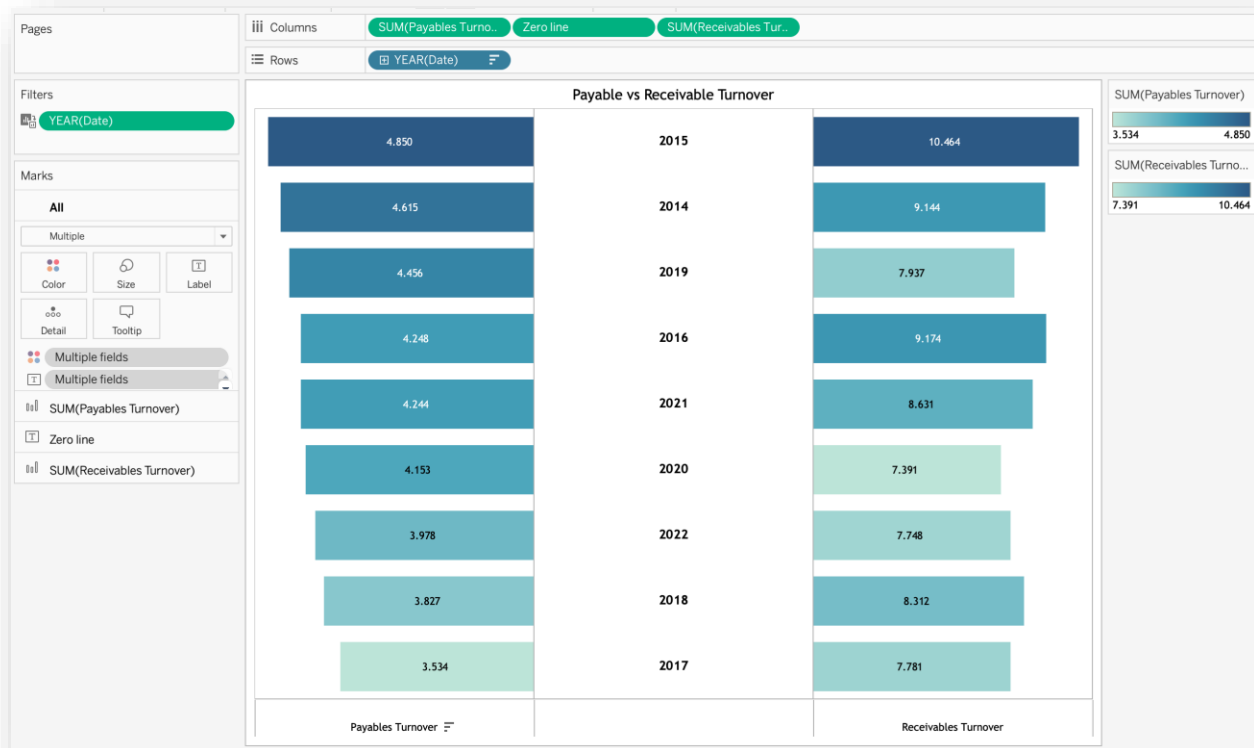 Pages
Columns
SUM(Payables Turno..
Zero line
SUM(Receivables Tur..
Rows
YEAR(Date)
Filters
YEAR(Date)
Marks
All
Multiple
Color
Size
Label
Detail
Tooltip
Multiple fields
Multiple fields
SUM(Payables Turnover)
Zero line
SUM(Receivables Turnover)
Payable vs Receivable Turnover
4.850 2015 10.464
4.615 2014 9.144
4.456 2019 7.937
4.248 2016 9.174
4.244 2021 8.631
4.153 2020 7.391
3.978 2022 7.748
3.827 2018 8.312
3.534 2017 7.781
Payables Turnover
Receivables Turnover
SUM(Payables Turnover)
3.534 4.850
SUM(Receivables Turno...
7.391 10.464